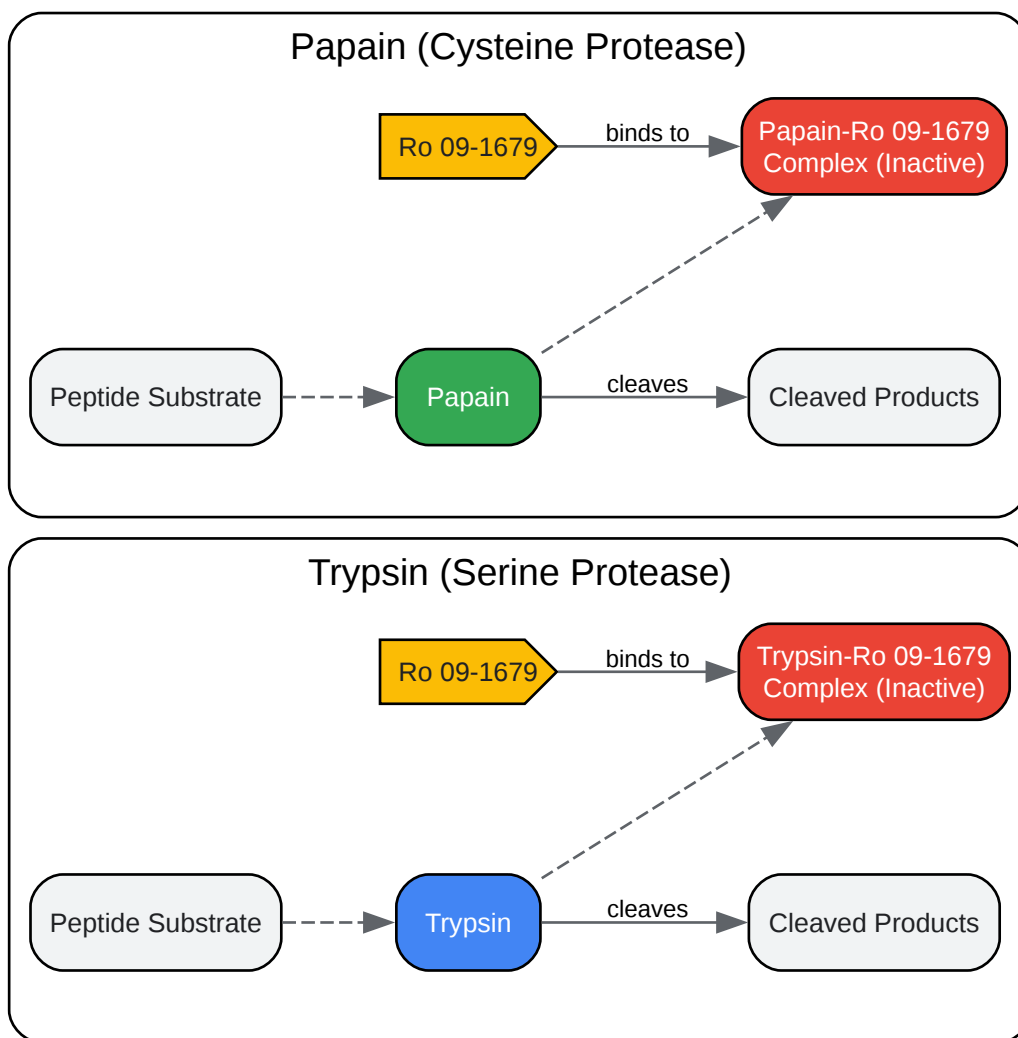 Papain (Cysteine Protease)
Ro 09-1679
binds to
Papain-Ro 09-1679
Complex (Inactive)
Peptide Substrate
Papain
cleaves
Cleaved Products
Trypsin (Serine Protease)
Ro 09-1679
binds to
Trypsin-Ro 09-1679
Complex (Inactive)
Peptide Substrate
Trypsin
cleaves
Cleaved Products